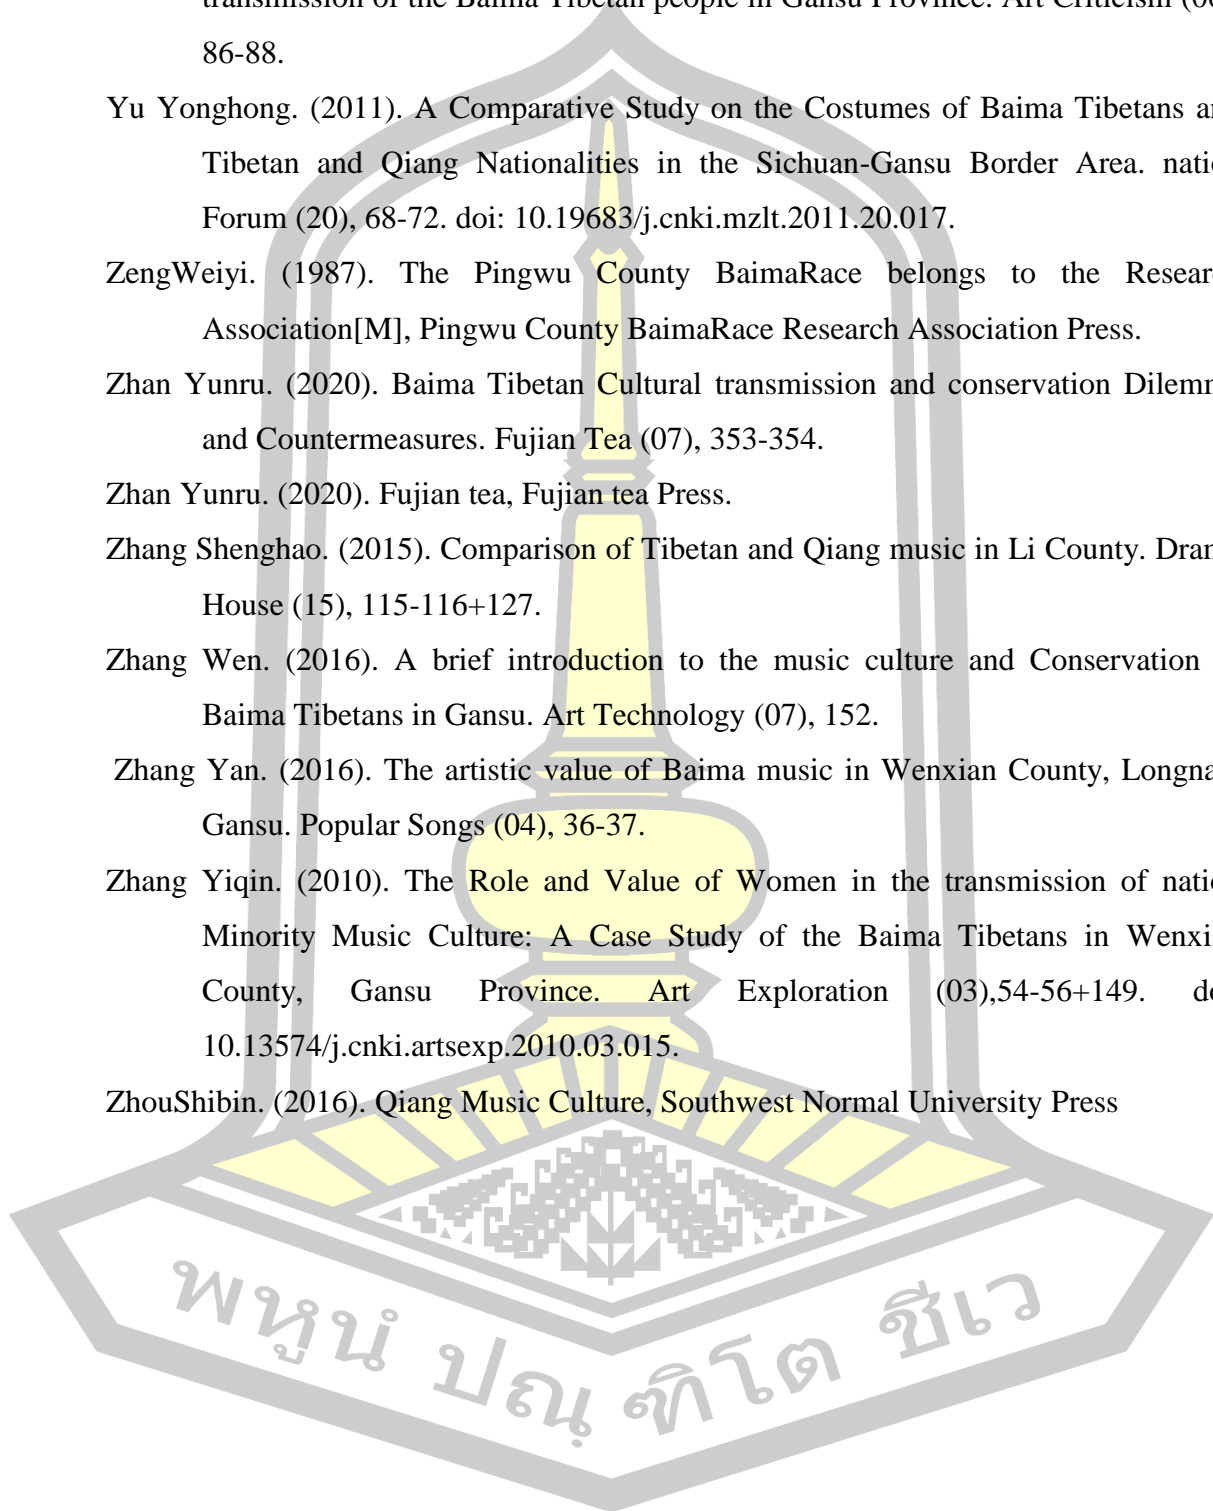 transmission of the Baima Tibetan people in Gansu Province. Art Criticism
86-88.
Yu Yonghong. (2011). A Comparative Study on the Costumes of Baima Tibetans
Tibetan and Qiang Nationalities in the Sichuan-Gansu Border Area.
Forum (20), 68-72. doi: 10.19683/j.cnki.mzlt.2011.20.017.
ZengWeiyi. (1987). The Pingwu County BaimaRace belongs to the
Association[M], Pingwu County BaimaRace Research Association Press.
Zhan Yunru. (2020). Baima Tibetan Cultural transmission and conservation
and Countermeasures. Fujian Tea (07), 353-354.
Zhan Yunru. (2020). Fujian tea, Fujian tea Press.
Zhang Shenghao. (2015). Comparison of Tibetan and Qiang music in Li County.
House (15), 115-116+127.
Zhang Wen. (2016). A brief introduction to the music culture and Conservation
Baima Tibetans in Gansu. Art Technology (07), 152.
Zhang Yan. (2016). The artistic value of Baima music in Wenxian County,
Gansu. Popular Songs (04), 36-37.
Zhang Yiqin. (2010). The Role and Value of Women in the transmission of
Minority Music Culture: A Case Study of the Baima Tibetans in
County, Gansu Province. Art Exploration (03),54-56+149.
10.13574/j.cnki.artsexp.2010.03.015.
ZhouShibin. (2016). Qiang Music Culture, Southwest Normal University Press
พหูนํ ปณฺฑิโต ชีเว